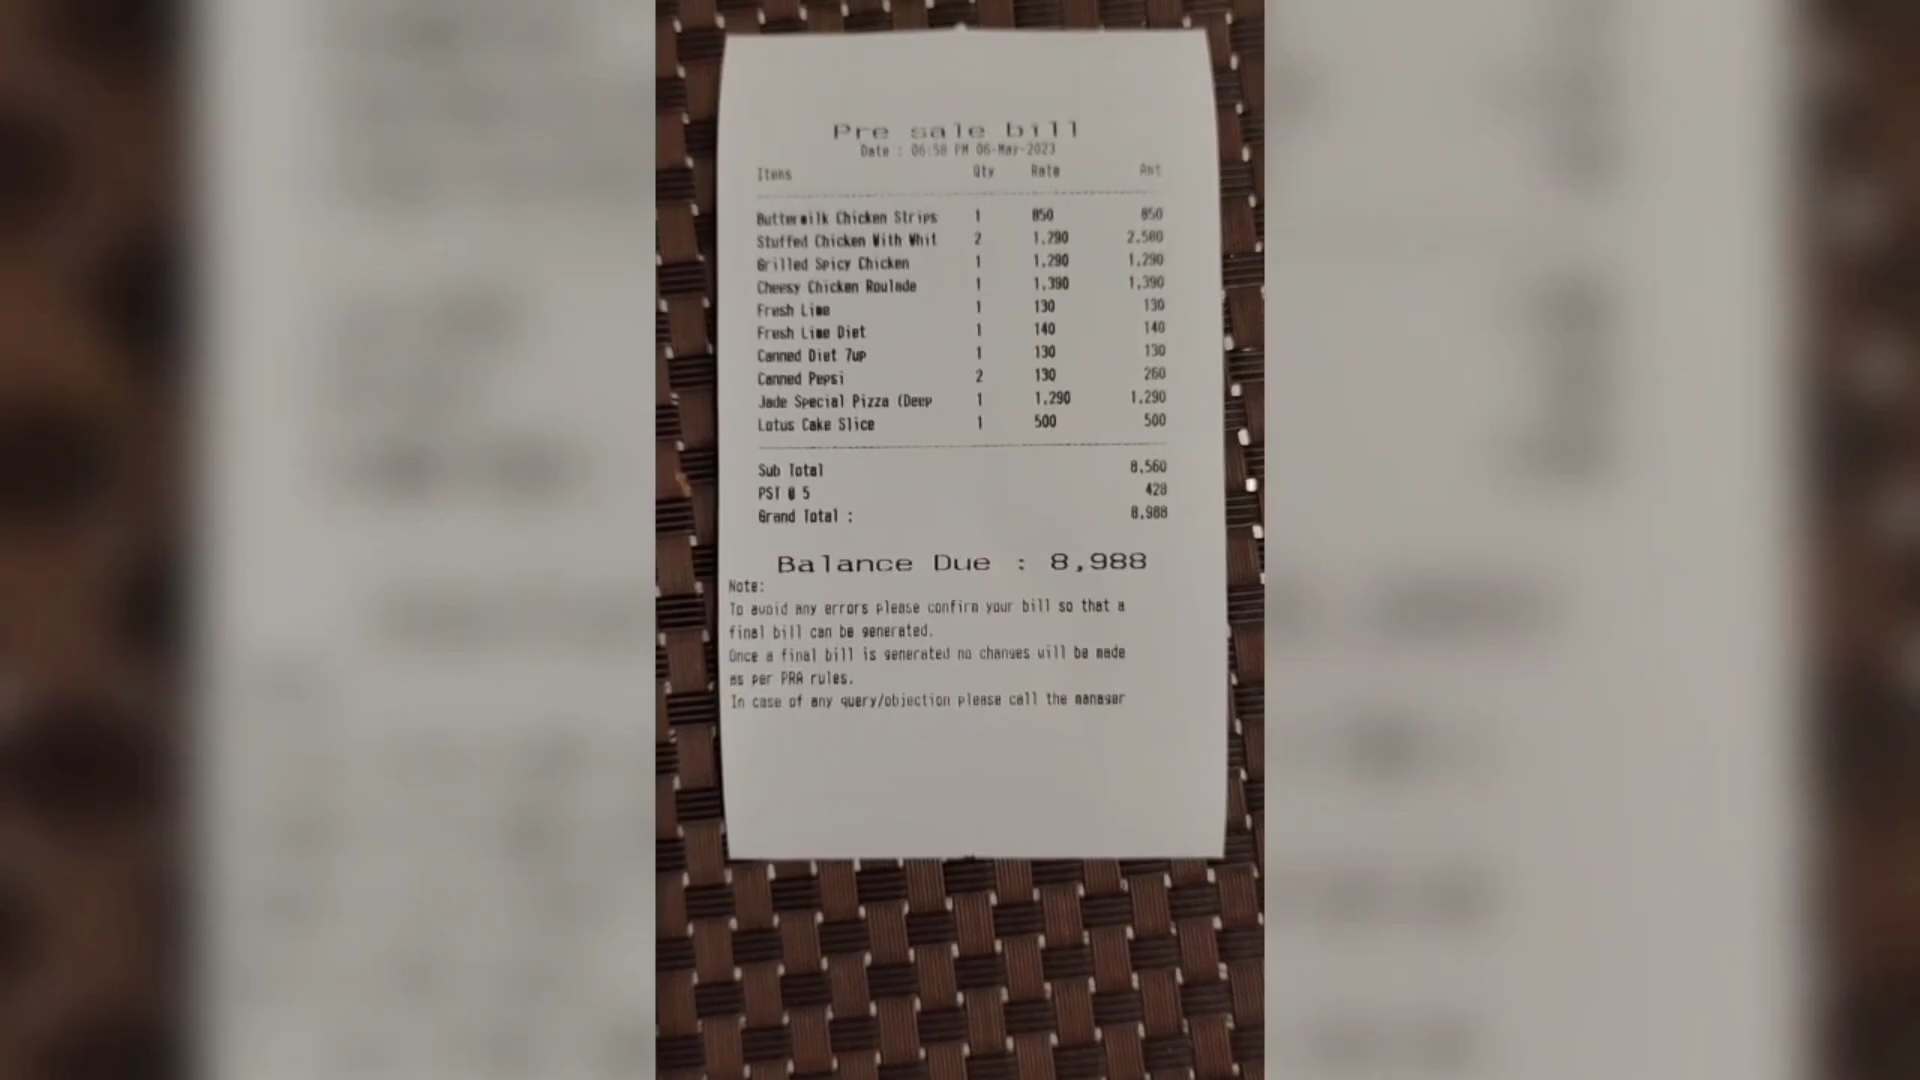 Pre sale bill
Date : 06:58 PM 06-May-2023
Items Qty Rate Amt
Buttermilk Chicken Strips 1 850 850
Stuffed Chicken With Whit 2 1,290 2,580
Grilled Spicy Chicken 1 1,290 1,290
Cheesy Chicken Roulade 1 1,390 1,390
Fresh Lime 1 130 130
Fresh Lime Diet 1 140 140
Canned Diet 7up 1 130 130
Canned Pepsi 2 130 260
Jade Special Pizza (Deep 1 1,290 1,290
Lotus Cake Slice 1 500 500
Sub Total 8,560
PST @ 5 428
Grand Total : 8,988
Balance Due : 8,988
Note:
To avoid any errors please confirm your bill so that a
final bill can be generated.
Once a final bill is generated no changes will be made
as per PRA rules.
In case of any query/objection please call the manager